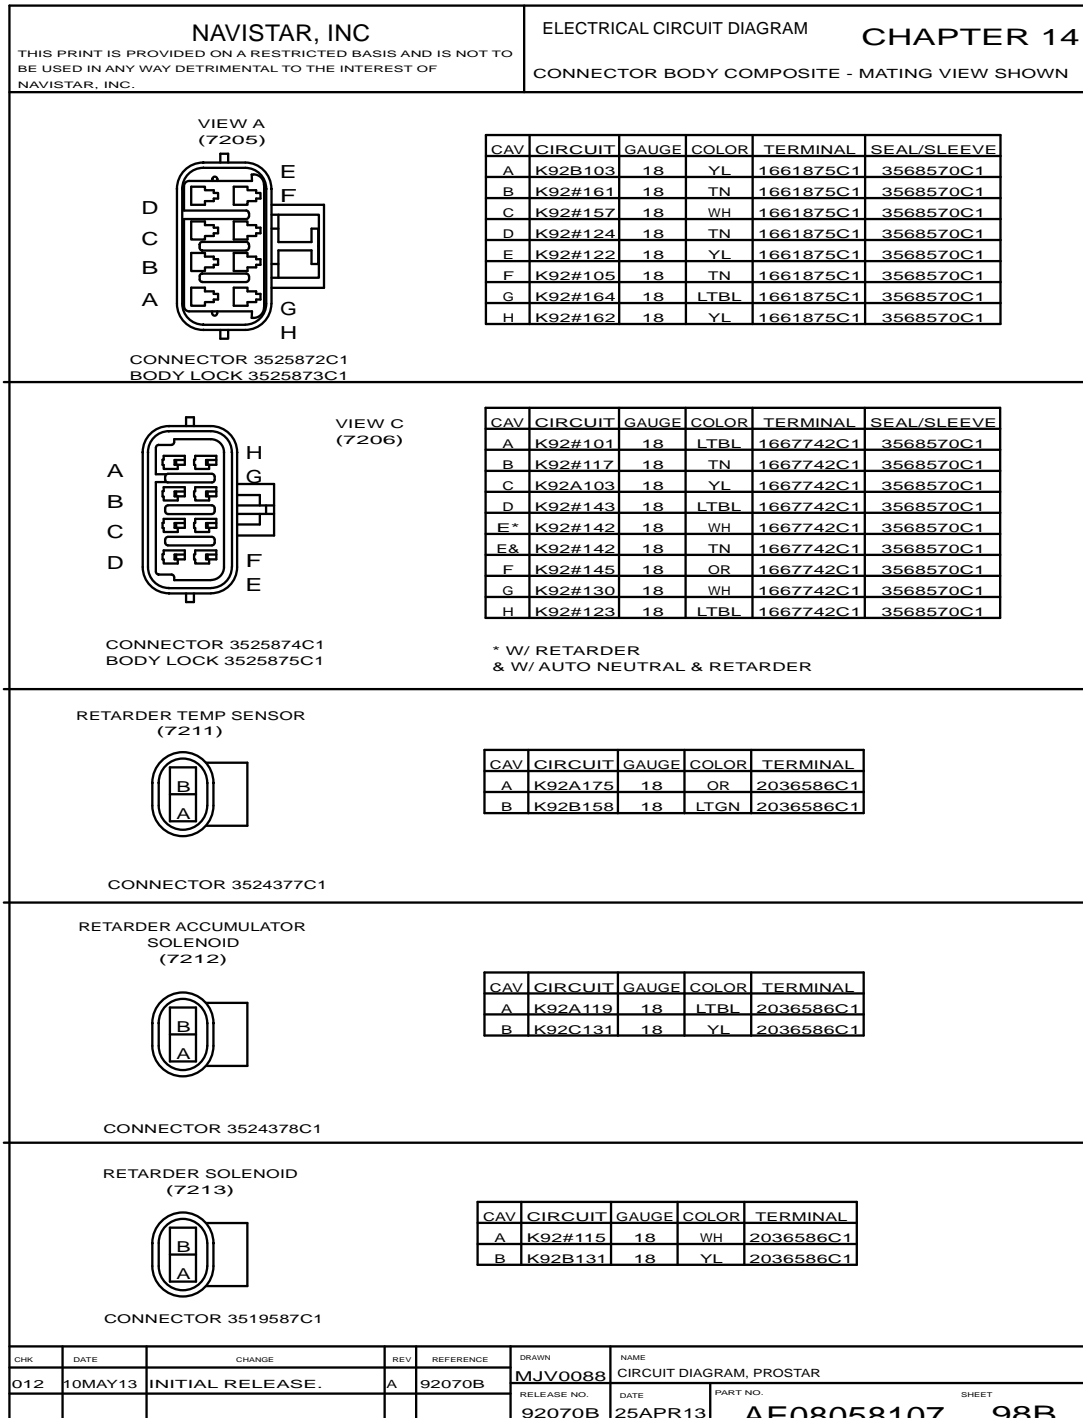 NAVISTAR, INC
THIS PRINT IS PROVIDED ON A RESTRICTED BASIS AND IS NOT TO
BE USED IN ANY WAY DETRIMENTAL TO THE INTEREST OF
NAVISTAR, INC.
ELECTRICAL CIRCUIT DIAGRAM CHAPTER 14
CONNECTOR BODY COMPOSITE - MATING VIEW SHOWN
VIEW A
(7205)
E
F
D
C
B
A
G
H
CONNECTOR 3525872C1
BODY LOCK 3525873C1
CAV CIRCUIT GAUGE COLOR TERMINAL SEAL/SLEEVE
A K92B103 18 YL 1661875C1 3568570C1
B K92#161 18 TN 1661875C1 3568570C1
C K92#157 18 WH 1661875C1 3568570C1
D K92#124 18 TN 1661875C1 3568570C1
E K92#122 18 YL 1661875C1 3568570C1
F K92#105 18 TN 1661875C1 3568570C1
G K92#164 18 LTBL 1661875C1 3568570C1
H K92#162 18 YL 1661875C1 3568570C1
VIEW C
(7206)
A
B
C
D
H
G
F
E
CONNECTOR 3525874C1
BODY LOCK 3525875C1
CAV CIRCUIT GAUGE COLOR TERMINAL SEAL/SLEEVE
A K92#101 18 LTBL 1667742C1 3568570C1
B K92#117 18 TN 1667742C1 3568570C1
C K92A103 18 YL 1667742C1 3568570C1
D K92#143 18 LTBL 1667742C1 3568570C1
E* K92#142 18 WH 1667742C1 3568570C1
E& K92#142 18 TN 1667742C1 3568570C1
F K92#145 18 OR 1667742C1 3568570C1
G K92#130 18 WH 1667742C1 3568570C1
H K92#123 18 LTBL 1667742C1 3568570C1
* W/ RETARDER
& W/ AUTO NEUTRAL & RETARDER
RETARDER TEMP SENSOR
(7211)
B
A
CONNECTOR 3524377C1
CAV CIRCUIT GAUGE COLOR TERMINAL
A K92A175 18 OR 2036586C1
B K92B158 18 LTGN 2036586C1
RETARDER ACCUMULATOR
SOLENOID
(7212)
B
A
CONNECTOR 3524378C1
CAV CIRCUIT GAUGE COLOR TERMINAL
A K92A119 18 LTBL 2036586C1
B K92C131 18 YL 2036586C1
RETARDER SOLENOID
(7213)
B
A
CONNECTOR 3519587C1
CAV CIRCUIT GAUGE COLOR TERMINAL
A K92#115 18 WH 2036586C1
B K92B131 18 YL 2036586C1
CHK DATE CHANGE REV REFERENCE
012 10MAY13 INITIAL RELEASE. A 92070B
DRAWN
MJV0088
NAME
CIRCUIT DIAGRAM, PROSTAR
RELEASE NO.
92070B
DATE
25APR13
PART NO.
AE08058107
SHEET
98B